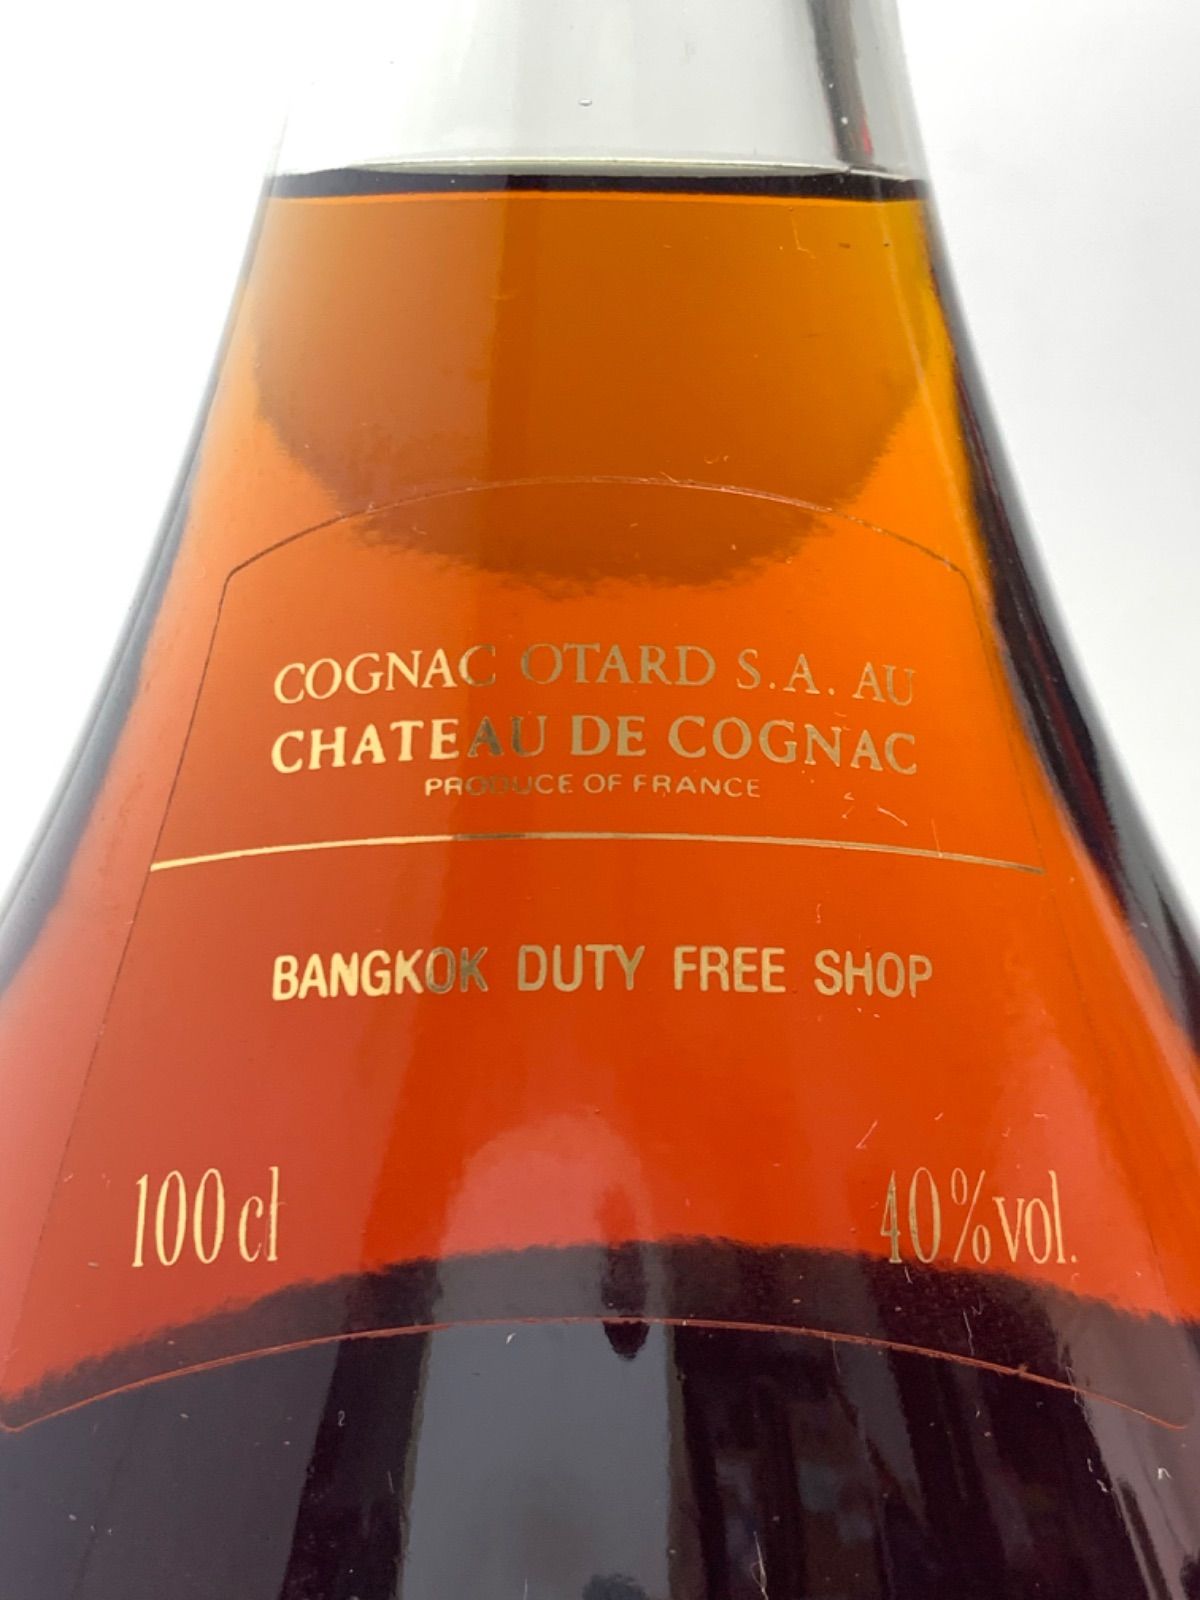 COGNAC OTARD S.A. AU
CHATEAU DE COGNAC
PRODUCE OF FRANCE
BANGKOK DUTY FREE SHOP
100 cl
40% vol.